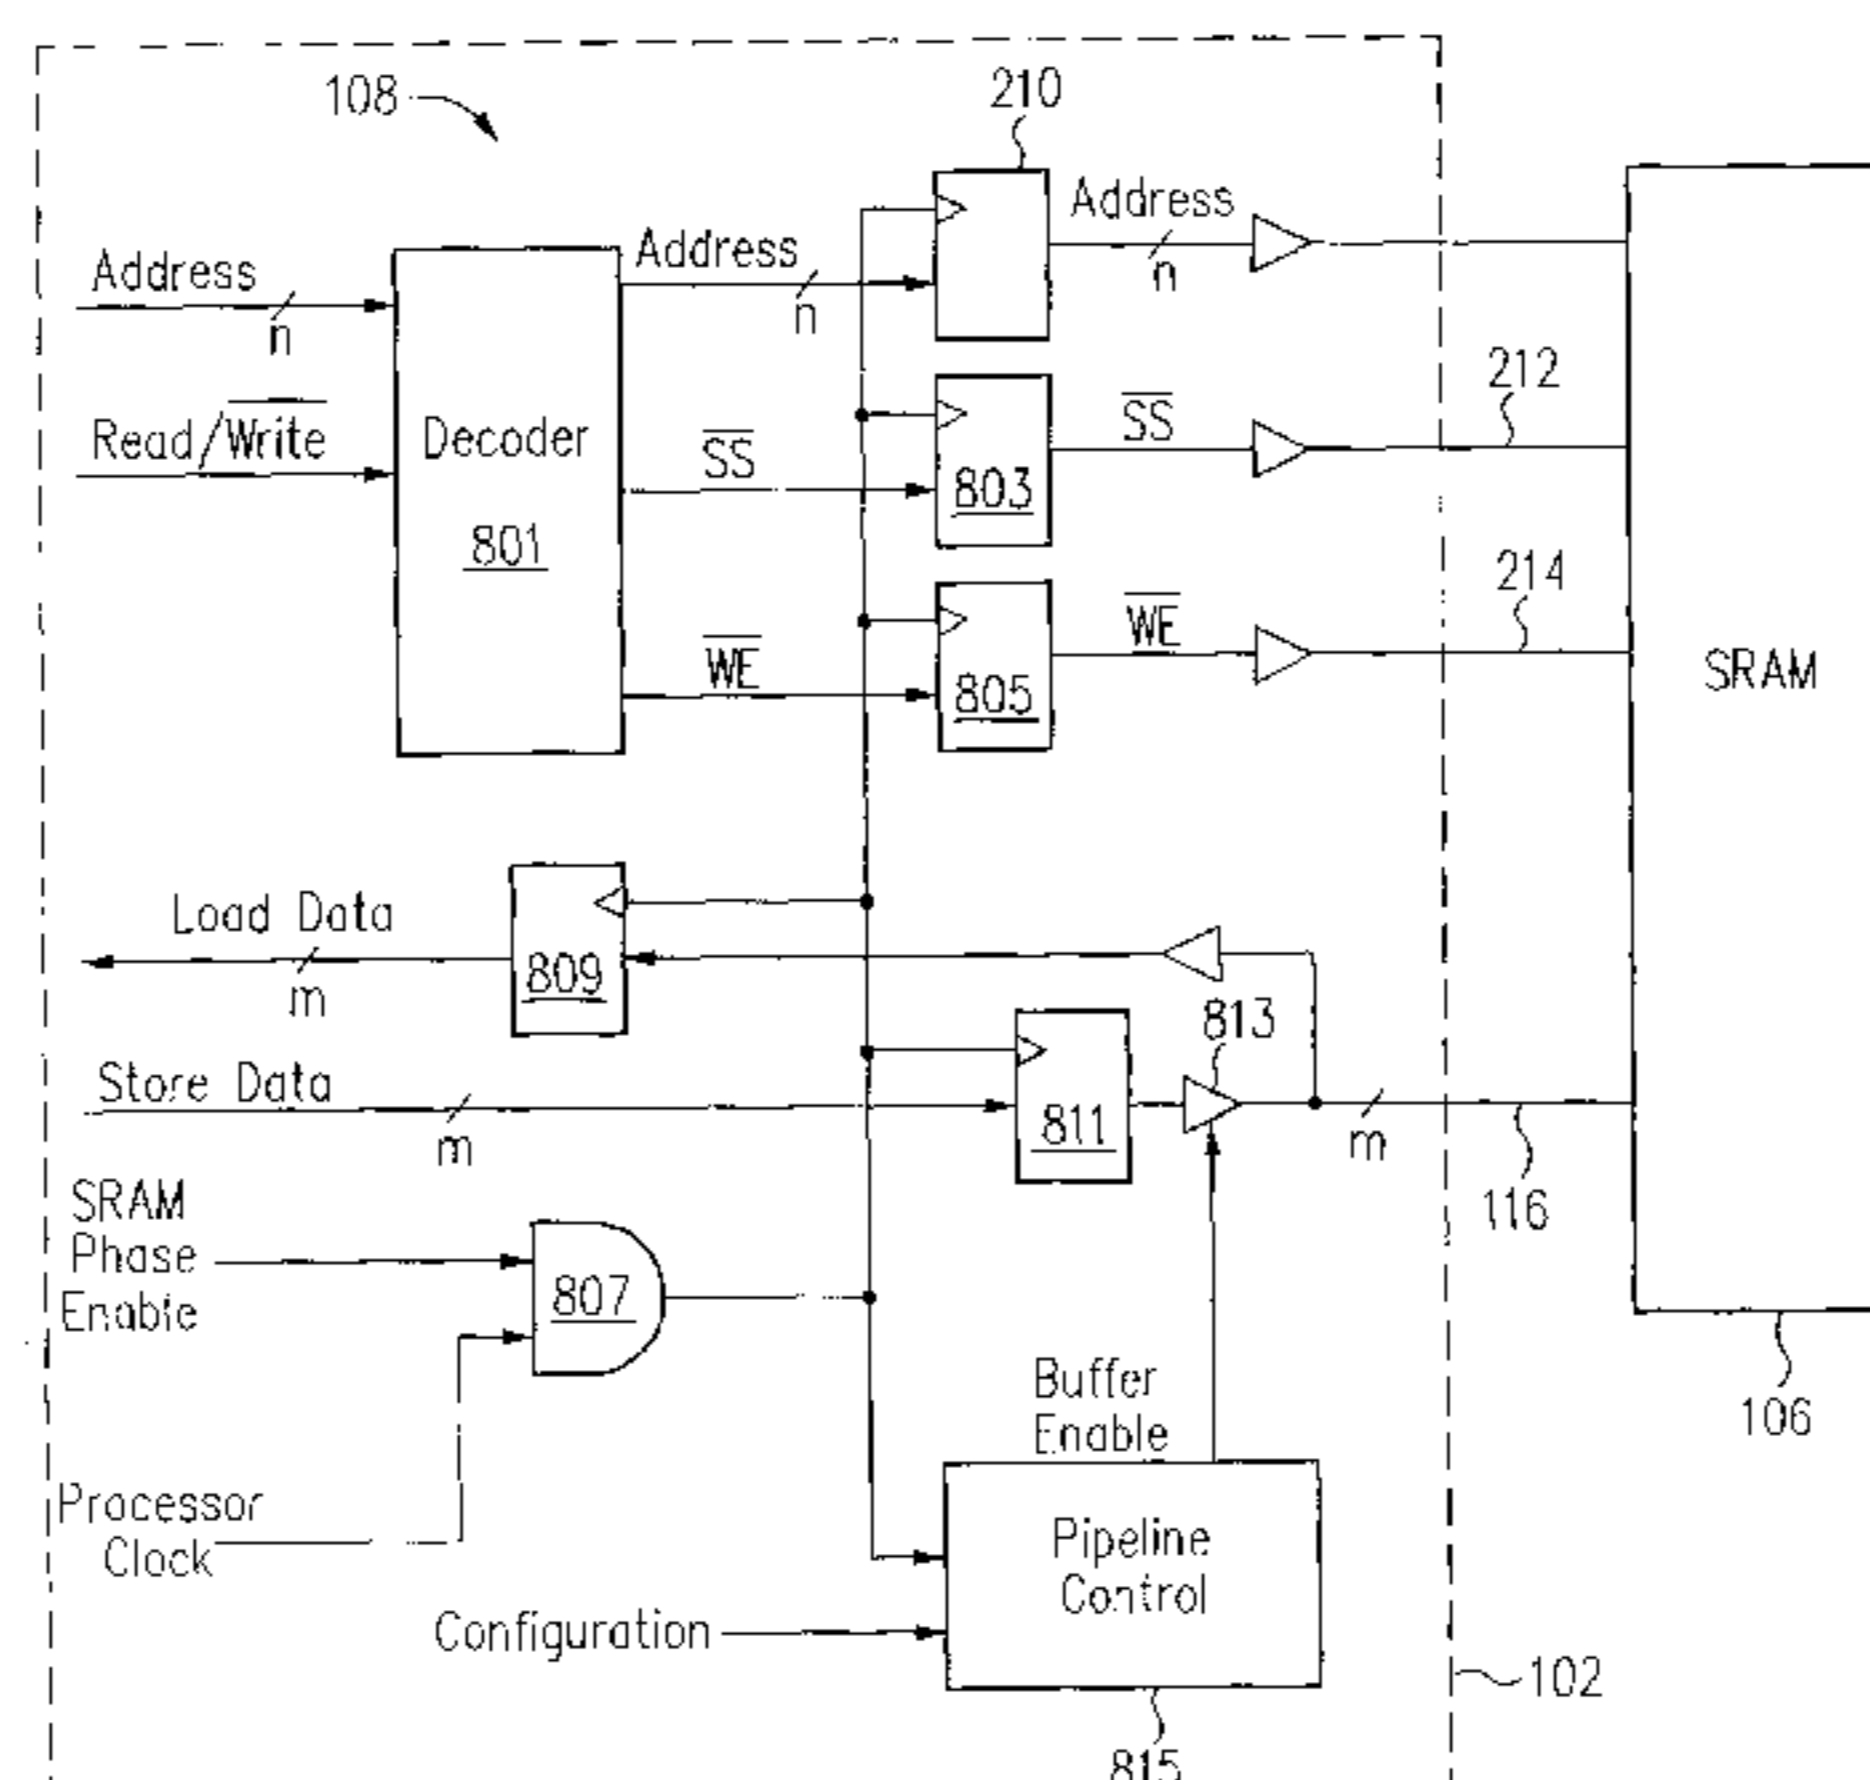 108
210
Address
n
Address
n
Address
n
Read/Write
Decoder
801
SS
803
SS
212
WE
805
WE
214
SRAM
Load Data
m
809
813
Store Data
m
811
m
116
SRAM
Phase
Enable
807
106
Buffer
Enable
Processor
Clock
Pipeline
Control
Configuration
102
815